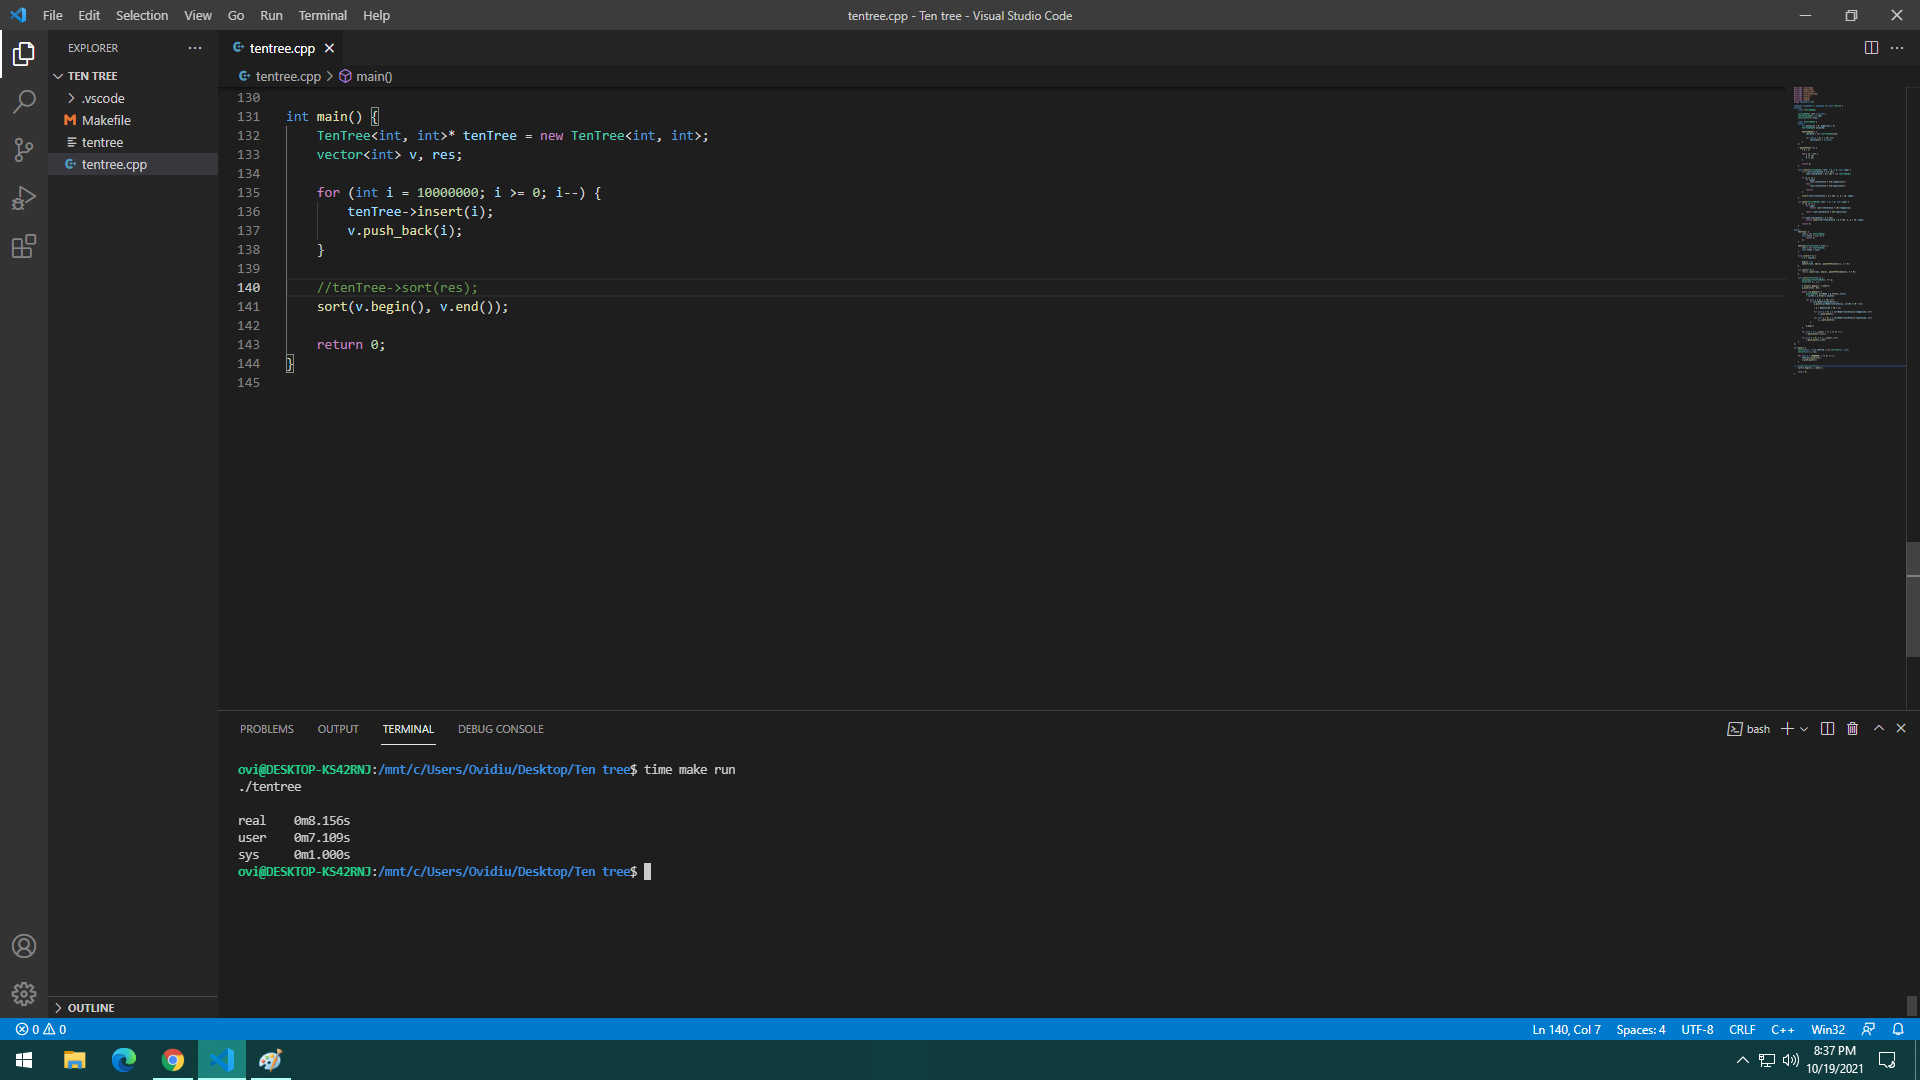 File Edit Selection View Go Run Terminal Help
tentree.cpp - Ten tree - Visual Studio Code
EXPLORER
TEN TREE
.vscode
Makefile
tentree
tentree.cpp
OUTLINE
tentree.cpp
tentree.cpp > main()
130
131 int main() {
132 TenTree<int, int>* tenTree = new TenTree<int, int>;
133 vector<int> v, res;
134
135 for (int i = 10000000; i >= 0; i--) {
136 tenTree->insert(i);
137 v.push_back(i);
138 }
139
140 //tenTree->sort(res);
141 sort(v.begin(), v.end());
142
143 return 0;
144 }
145
PROBLEMS OUTPUT TERMINAL DEBUG CONSOLE
bash
ovi@DESKTOP-KS42RNJ:/mnt/c/Users/Ovidiu/Desktop/Ten tree$ time make run
./tentree
real 0m8.156s
user 0m7.109s
sys 0m1.000s
ovi@DESKTOP-KS42RNJ:/mnt/c/Users/Ovidiu/Desktop/Ten tree$
0 0
Ln 140, Col 7 Spaces: 4 UTF-8 CRLF C++ Win32
8:37 PM
10/19/2021